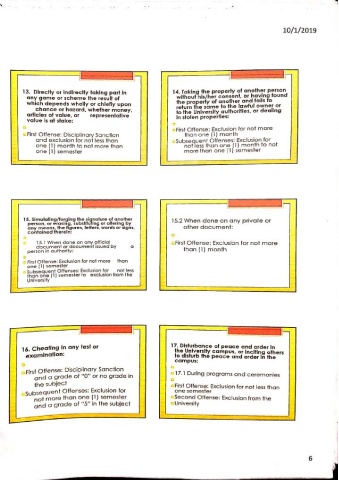 10/1/2019
13. Directly or indirectly taking part in
any game or scheme the result of
which depends wholly or chiefly upon
chance or hazard, whether money,
articles of value, or representative
value is at stake:
First Offense: Disciplinary Sanction
and exclusion for not less than
one (1) month to not more than
one (1) semester
14. Taking the property of another person
without his/her consent, or having found
the property of another and fails to
return the same to the lawful owner or
to the University authorities, or dealing
in stolen properties:
First Offense: Exclusion for not more
than one (1) month
Subsequent Offenses: Exclusion for
not less than one (1) month to not
more than one (1) semester
15. Simulating/forging the signature of another
person, or erasing, substituting or altering by
any means, the figures, letters, words or signs,
contained therein:
15.1 When done on any official
document or document issued by a
person in authority:
First Offense: Exclusion for not more than
one (1) semester
Subsequent Offenses: Exclusion for not less
than one (1) semester to exclusion from the
University
15.2 When done on any private or
other document:
First Offense: Exclusion for not more
than (1) month
16. Cheating in any test or
examination:
First Offense: Disciplinary Sanction
and a grade of "0" or no grade in
the subject
Subsequent Offenses: Exclusion for
not more than one (1) semester
and a grade of "5" in the subject
17. Disturbance of peace and order in
the University campus, or inciting others
to disturb the peace and order in the
campus:
17.1 During programs and ceremonies
First Offense: Exclusion for not less than
one semester
Second Offense: Exclusion from the
University
6